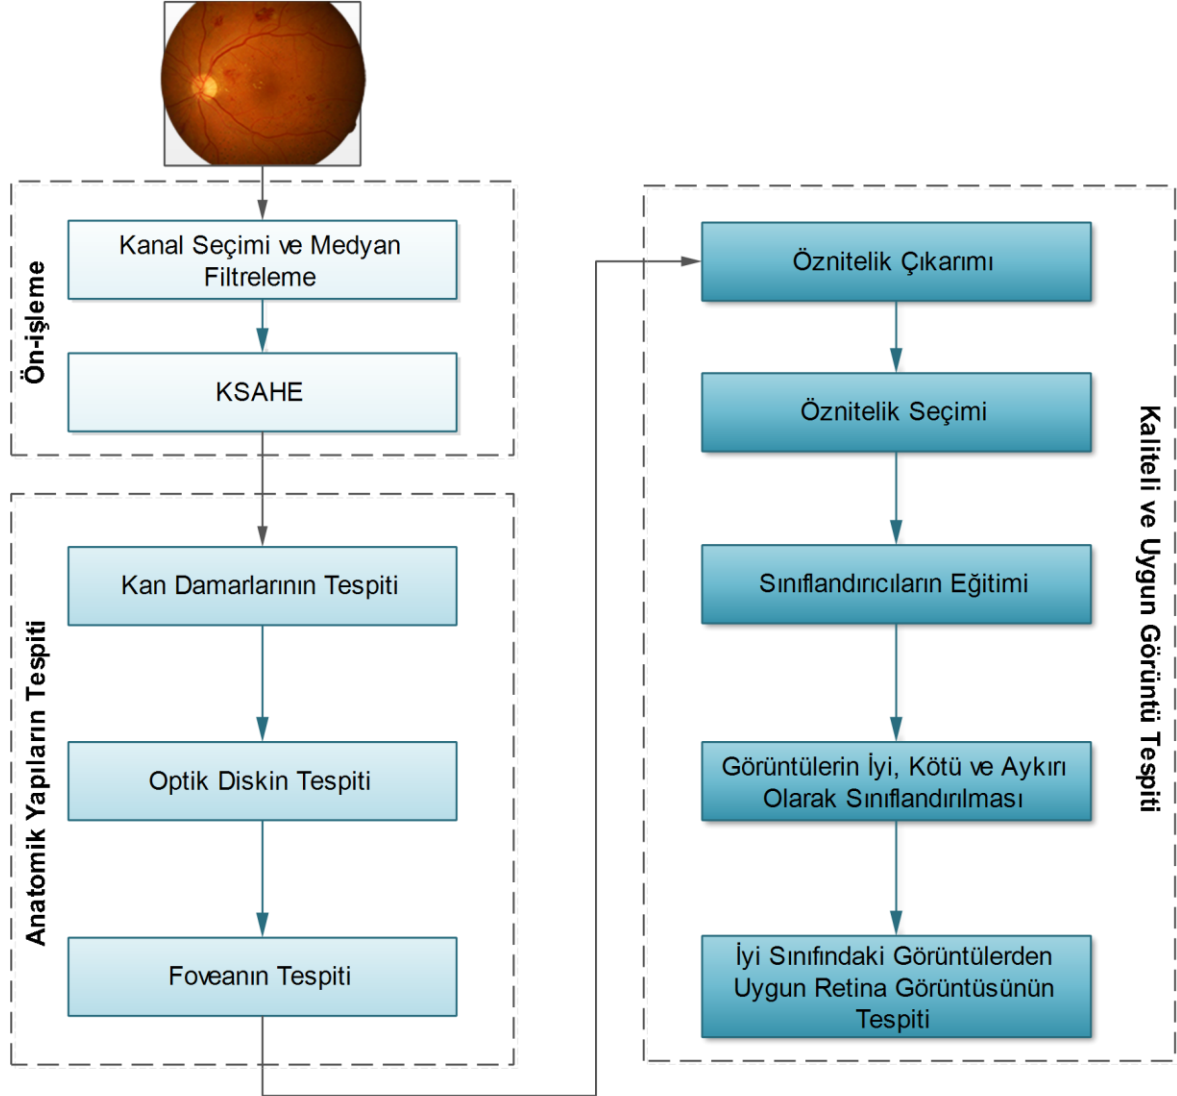 Ön-işleme
Kanal Seçimi ve Medyan
Filtreleme
KSAHE
Anatomik Yapıların Tespiti
Kan Damarlarının Tespiti
Optik Diskin Tespiti
Foveanın Tespiti
Kaliteli ve Uygun Görüntü Tespiti
Öznitelik Çıkarımı
Öznitelik Seçimi
Sınıflandırıcıların Eğitimi
Görüntülerin İyi, Kötü ve Aykırı
Olarak Sınıflandırılması
İyi Sınıfındaki Görüntülerden
Uygun Retina Görüntüsünün
Tespiti